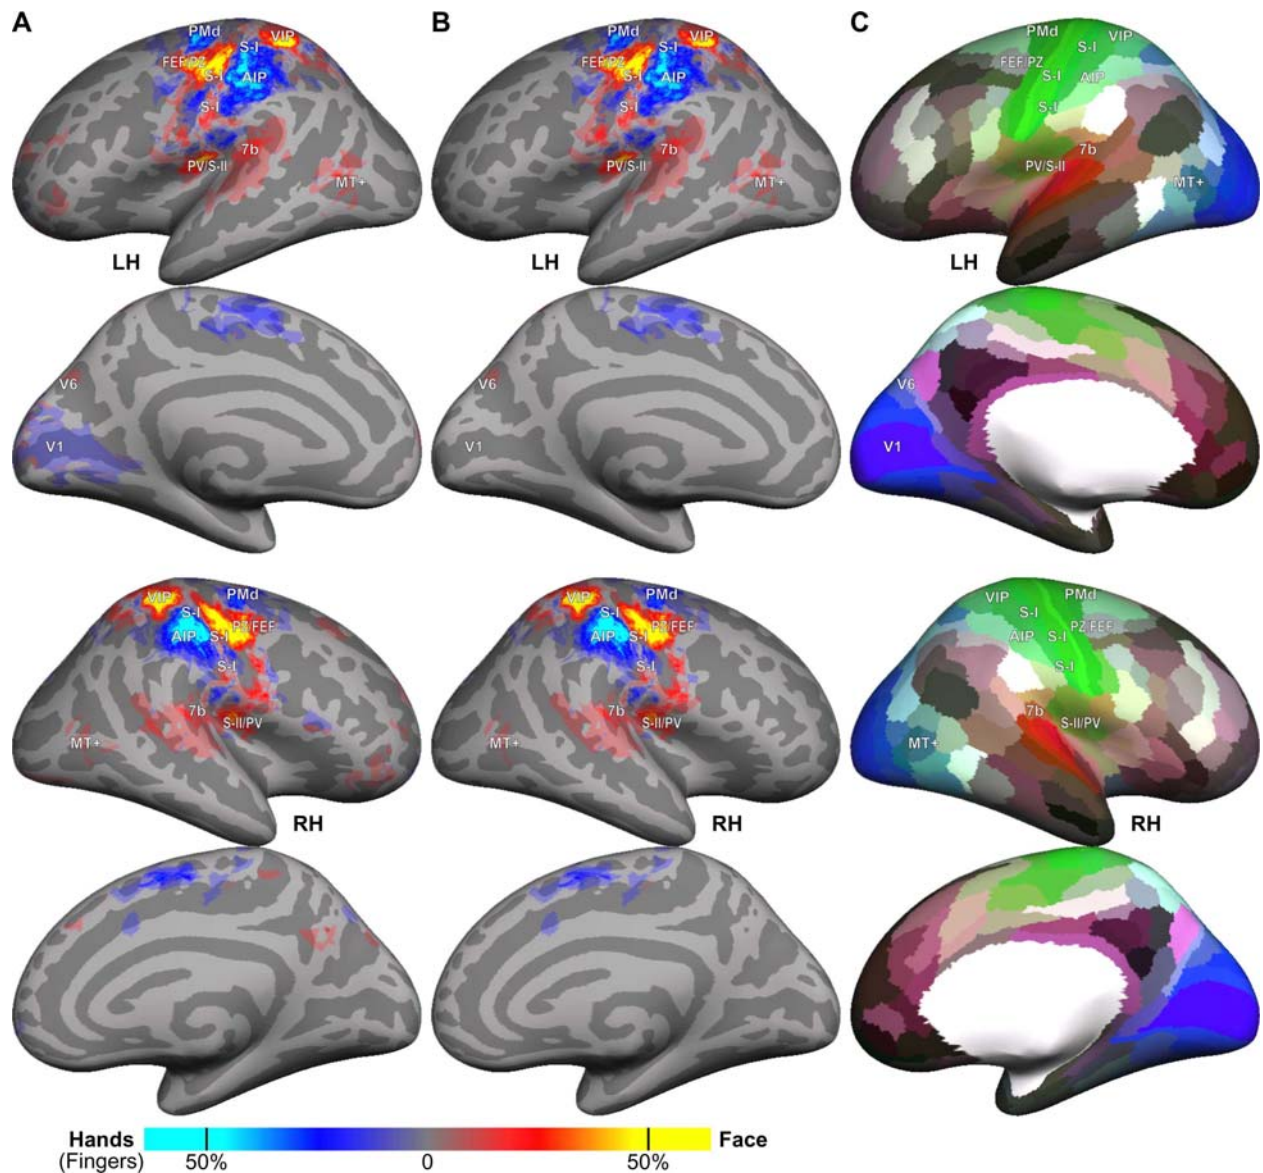 A
B
C
PMd
S-I
VIP
FEF/PZ
S-I
AIP
S-I
7b
PV/S-II
MT+
PMd
S-I
VIP
FEF/PZ
S-I
AIP
S-I
7b
PV/S-II
MT+
PMd
S-I
VIP
FEF/PZ
S-I
AIP
S-I
7b
PV/S-II
MT+
LH
LH
LH
V6
V1
V6
V1
V6
V1
VIP
PMd
S-I
AIP
S-I
PZ/FEF
S-I
7b
S-II/PV
MT+
VIP
PMd
S-I
AIP
S-I
PZ/FEF
S-I
7b
S-II/PV
MT+
VIP
PMd
S-I
AIP
S-I
PZ/FEF
S-I
7b
S-II/PV
MT+
RH
RH
RH
Hands
Face
(Fingers)
50%
0
50%